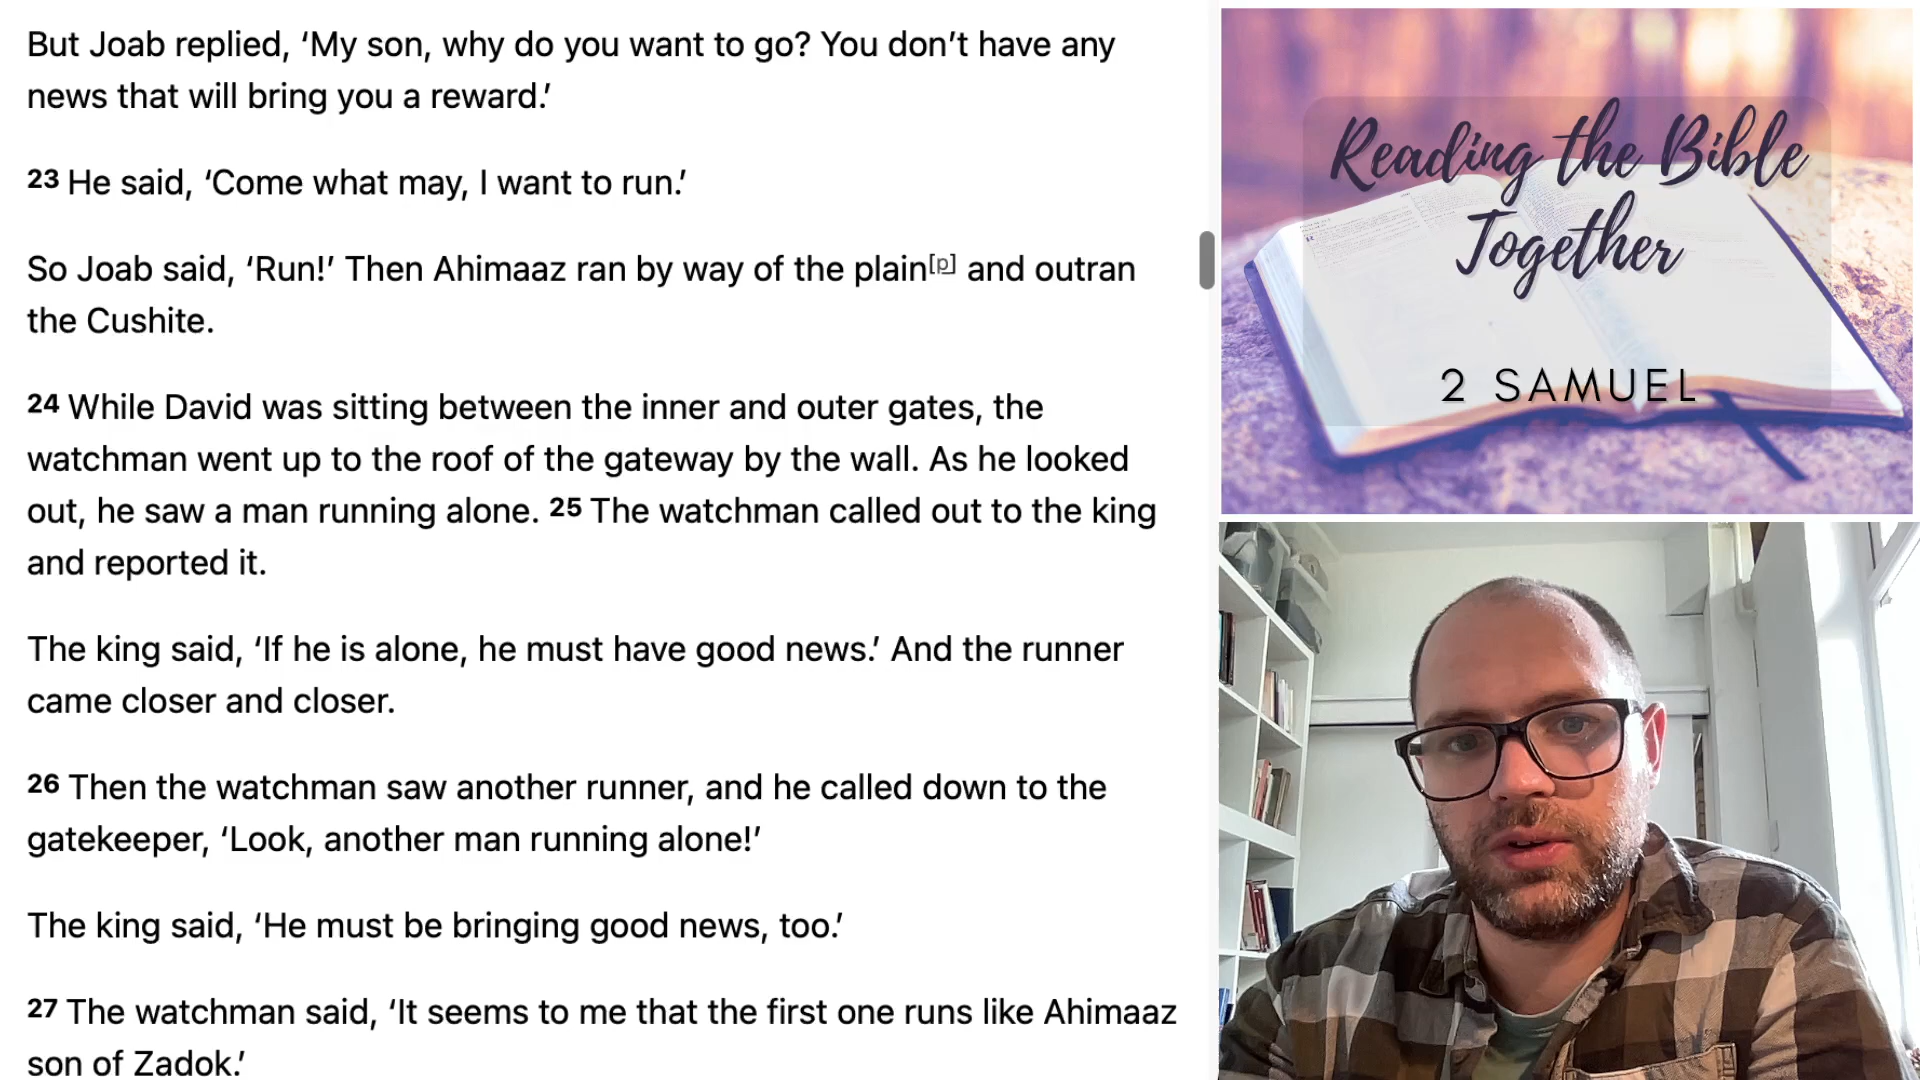 But Joab replied, ‘My son, why do you want to go? You don’t have any
news that will bring you a reward.’
23 He said, ‘Come what may, I want to run.’
So Joab said, ‘Run!’ Then Ahimaaz ran by way of the plain[p] and outran
the Cushite.
24 While David was sitting between the inner and outer gates, the
watchman went up to the roof of the gateway by the wall. As he looked
out, he saw a man running alone. 25 The watchman called out to the king
and reported it.
The king said, ‘If he is alone, he must have good news.’ And the runner
came closer and closer.
26 Then the watchman saw another runner, and he called down to the
gatekeeper, ‘Look, another man running alone!’
The king said, ‘He must be bringing good news, too.’
27 The watchman said, ‘It seems to me that the first one runs like Ahimaaz
son of Zadok.’
Reading the Bible
Together
2 SAMUEL